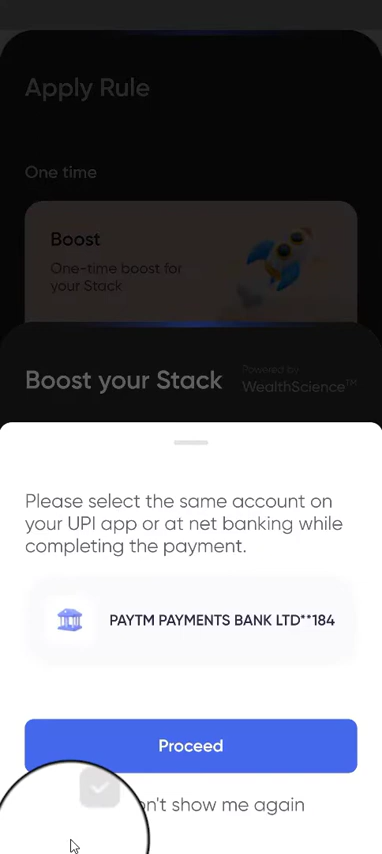 Apply Rule
One time
Boost
One-time boost for
your Stack
Boost your Stack
Powered by
WealthScience™
Please select the same account on
your UPI app or at net banking while
completing the payment.
PAYTM PAYMENTS BANK LTD**184
Proceed
n't show me again